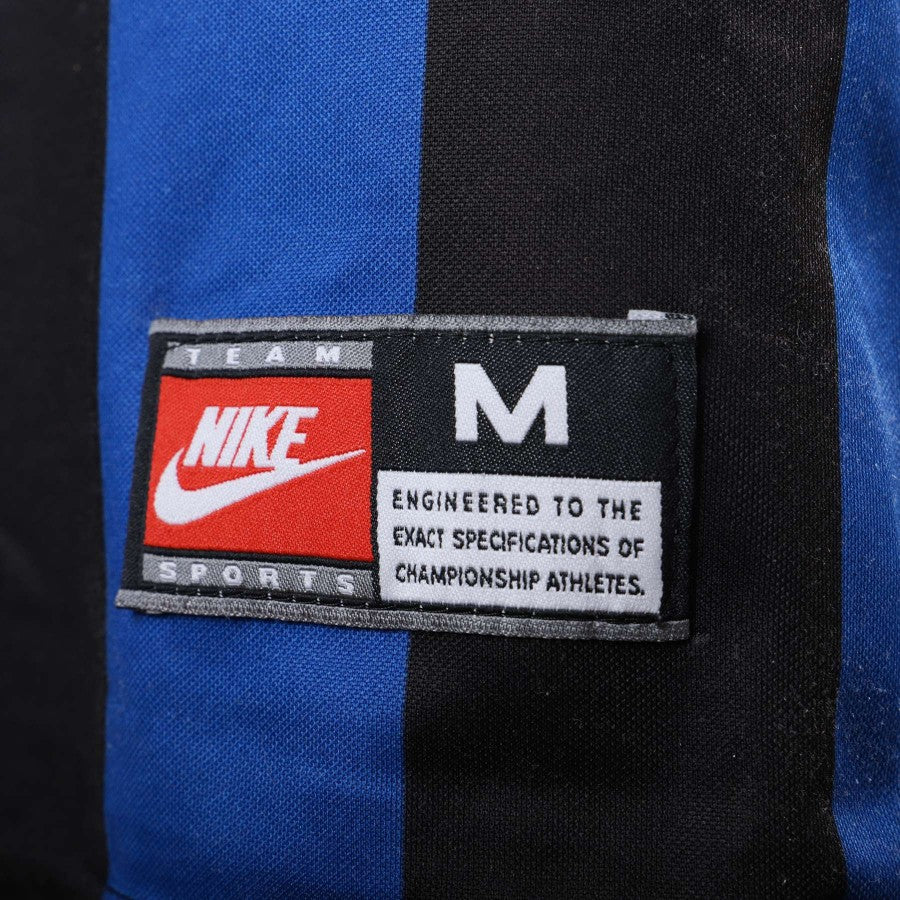 TEAM
NIKE
SPORTS
M
ENGINEERED TO THE
EXACT SPECIFICATIONS OF
CHAMPIONSHIP ATHLETES.